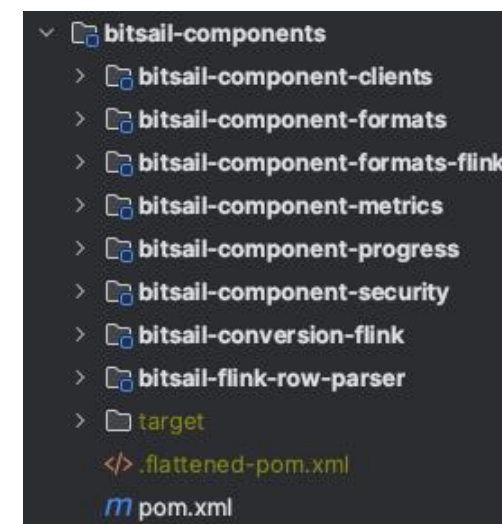 bitsail-components
bitsail-component-clients
bitsail-component-formats
bitsail-component-formats-flink
bitsail-component-metrics
bitsail-component-progress
bitsail-component-security
bitsail-conversion-flink
bitsail-flink-row-parser
target
</> .flattened-pom.xml
m pom.xml